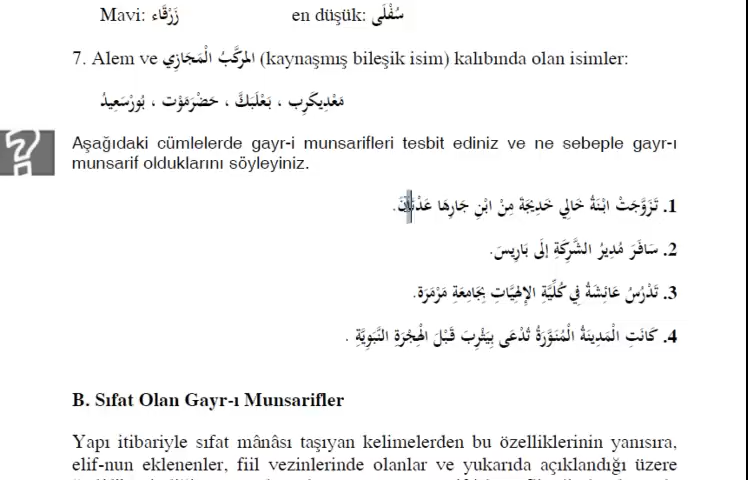 Mavi: زَرْقَاء en düşük: سُفْلَى
7. Alem ve المركَّبُ الْمَجَازِي (kaynaşmış bileşik isim) kalıbında olan isimler:
مَعْدِيكَرِب ، بَعْلَبَكَّ ، حَضْرَمَوْت ، بُورْسَعِيدُ
Aşağıdaki cümlelerde gayr-i munsarifleri tesbit ediniz ve ne sebeple gayr-ı
munsarif olduklarını söyleyiniz.
1. تَزَوَّجَتْ ابْنَةُ خَالِي خَدِيجَة مِنْ ابْنِ جَارِهَا عَدْنَانَ.
2. سَافَرَ مُدِيرُ الشَّرِكَةِ إِلَى بَارِيسَ.
3. تَدْرُسُ عَائِشَةُ فِي كُلِّيَّةِ الإِلَهِيَّاتِ بِجَامِعَةِ مَرْمَرَة.
4. كَانَتِ الْمَدِينَةُ الْمُنَوَّرَةُ تُدْعَى بِيَثْرِبَ قَبْلَ الْهِجْرَةِ النَّبَوِيَّةِ .
B. Sıfat Olan Gayr-ı Munsarifler
Yapı itibariyle sıfat mânâsı taşıyan kelimelerden bu özelliklerinin yanısıra,
elif-nun eklenenler, fiil vezinlerinde olanlar ve yukarıda açıklandığı üzere